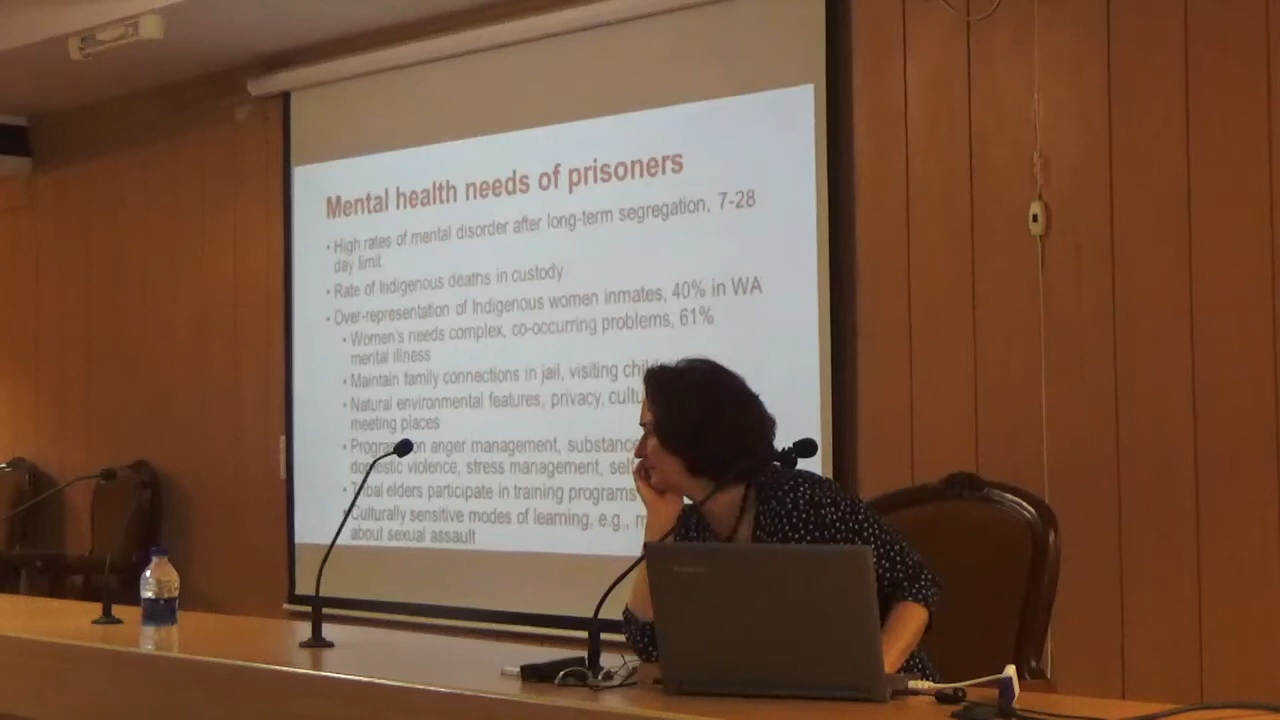 Mental health needs of prisoners
• High rates of mental disorder after long-term segregation, 7-28
day limit
• Rate of Indigenous deaths in custody
• Over-representation of Indigenous women inmates, 40% in WA
• Women's needs complex, co-occurring problems, 61%
mental illness
• Maintain family connections in jail, visiting
• Natural environmental features, privacy,
meeting places
• on anger management, substance
domestic violence, stress management,
• Tribal elders participate in training programs
• Culturally sensitive modes of learning, e.g.,
about sexual assault